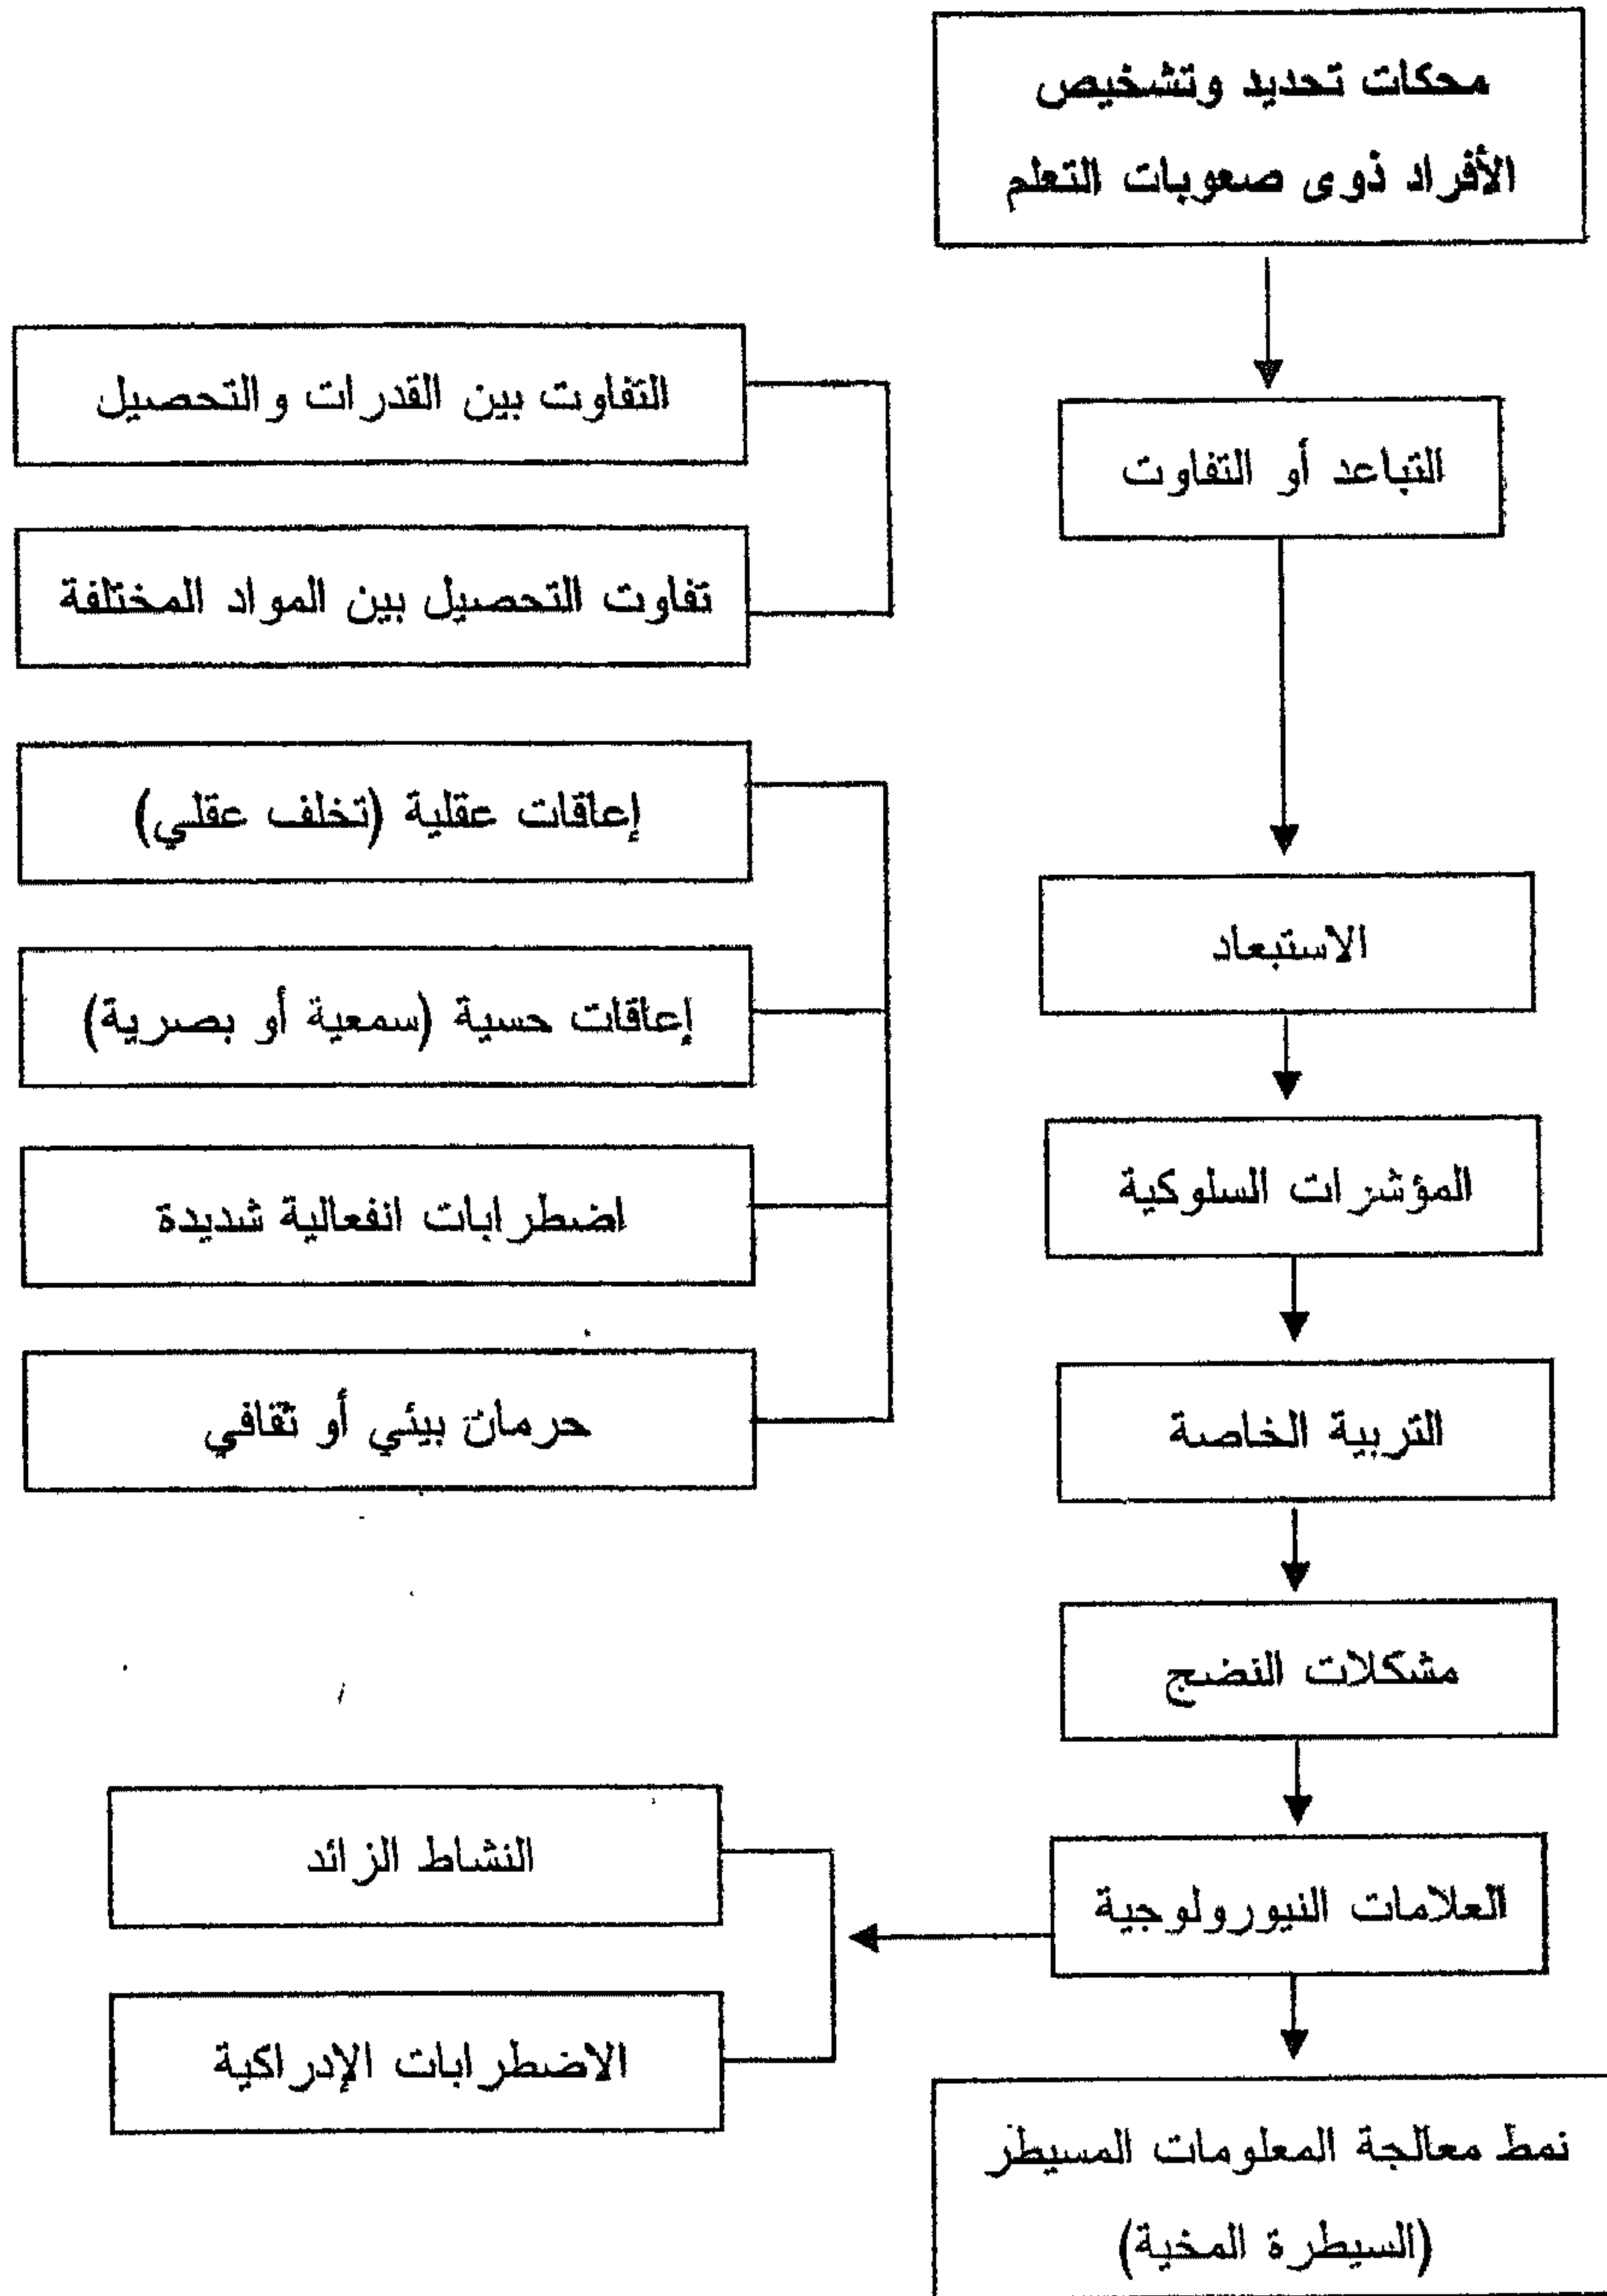 محكات تحديد وتشخيص
الأفراد ذوى صعوبات التعلم
التباعد أو التفاوت
التفاوت بين القدرات والتحصيل
تفاوت التحصيل بين المواد المختلفة
الاستبعاد
إعاقات عقلية (تخلف عقلي)
إعاقات حسية (سمعية أو بصرية)
اضطرابات انفعالية شديدة
حرمان بيئي أو ثقافي
المؤشرات السلوكية
التربية الخاصة
مشكلات النضج
العلامات النيورولوجية
النشاط الزائد
الاضطرابات الإدراكية
نمط معالجة المعلومات المسيطر
(السيطرة المخية)